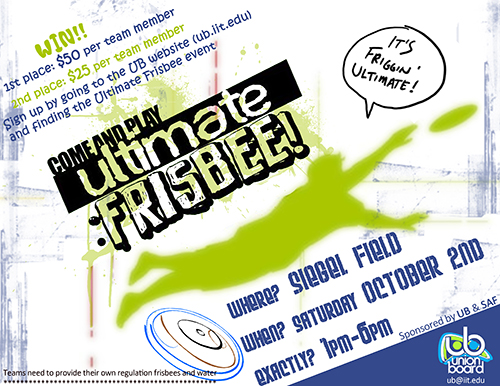 WIN!!
1st place: $50 per team member
2nd place: $25 per team member
Sign up by going to the UB website (ub.iit.edu)
and finding the Ultimate Frisbee event
IT'S
FRIGGIN'
ULTIMATE!
COME AND PLAY
ultimate
:FRISBEE!
WHERE? SIEGEL FIELD
WHEN? SATURDAY OCTOBER 2ND
EXACTLY? 1PM-6PM
Sponsored by UB & SAF
ub
union
board
ub@iit.edu
Teams need to provide their own regulation frisbees and water